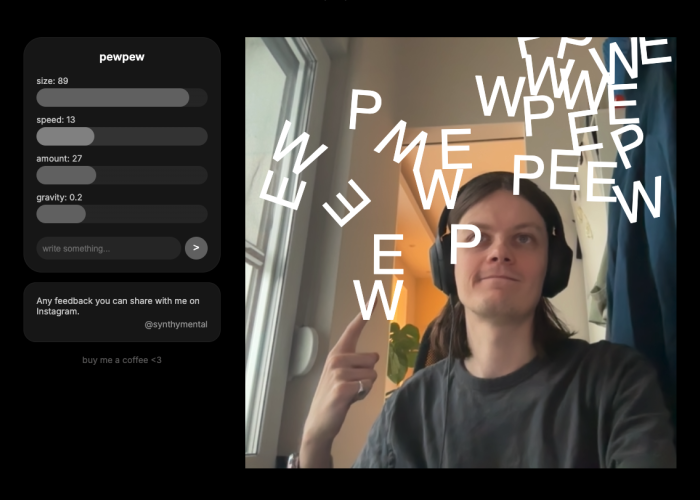 pewpew
size: 89
speed: 13
amount: 27
gravity: 0.2
write something...
>
Any feedback you can share with me on
Instagram.
@synthymental
buy me a coffee <3
P
P
W
E
W
W
W
P
E
P
W
E
E
P
W
M
E
P
E
E
E
E
W
W
E
P
E
W